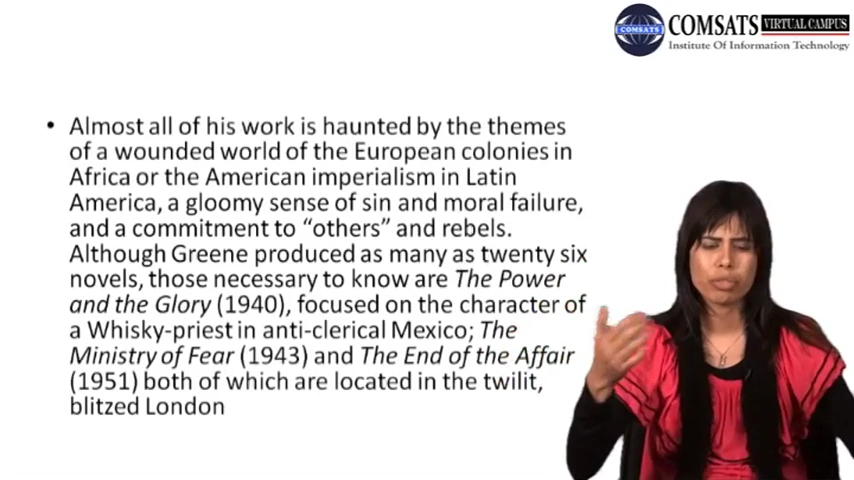 COMSATS
COMSATS VIRTUAL CAMPUS
Institute Of Information Technology
• Almost all of his work is haunted by the themes
of a wounded world of the European colonies in
Africa or the American imperialism in Latin
America, a gloomy sense of sin and moral failure,
and a commitment to “others” and rebels.
Although Greene produced as many as twenty six
novels, those necessary to know are The Power
and the Glory (1940), focused on the character of
a Whisky-priest in anti-clerical Mexico; The
Ministry of Fear (1943) and The End of the Affair
(1951) both of which are located in the twilit,
blitzed London